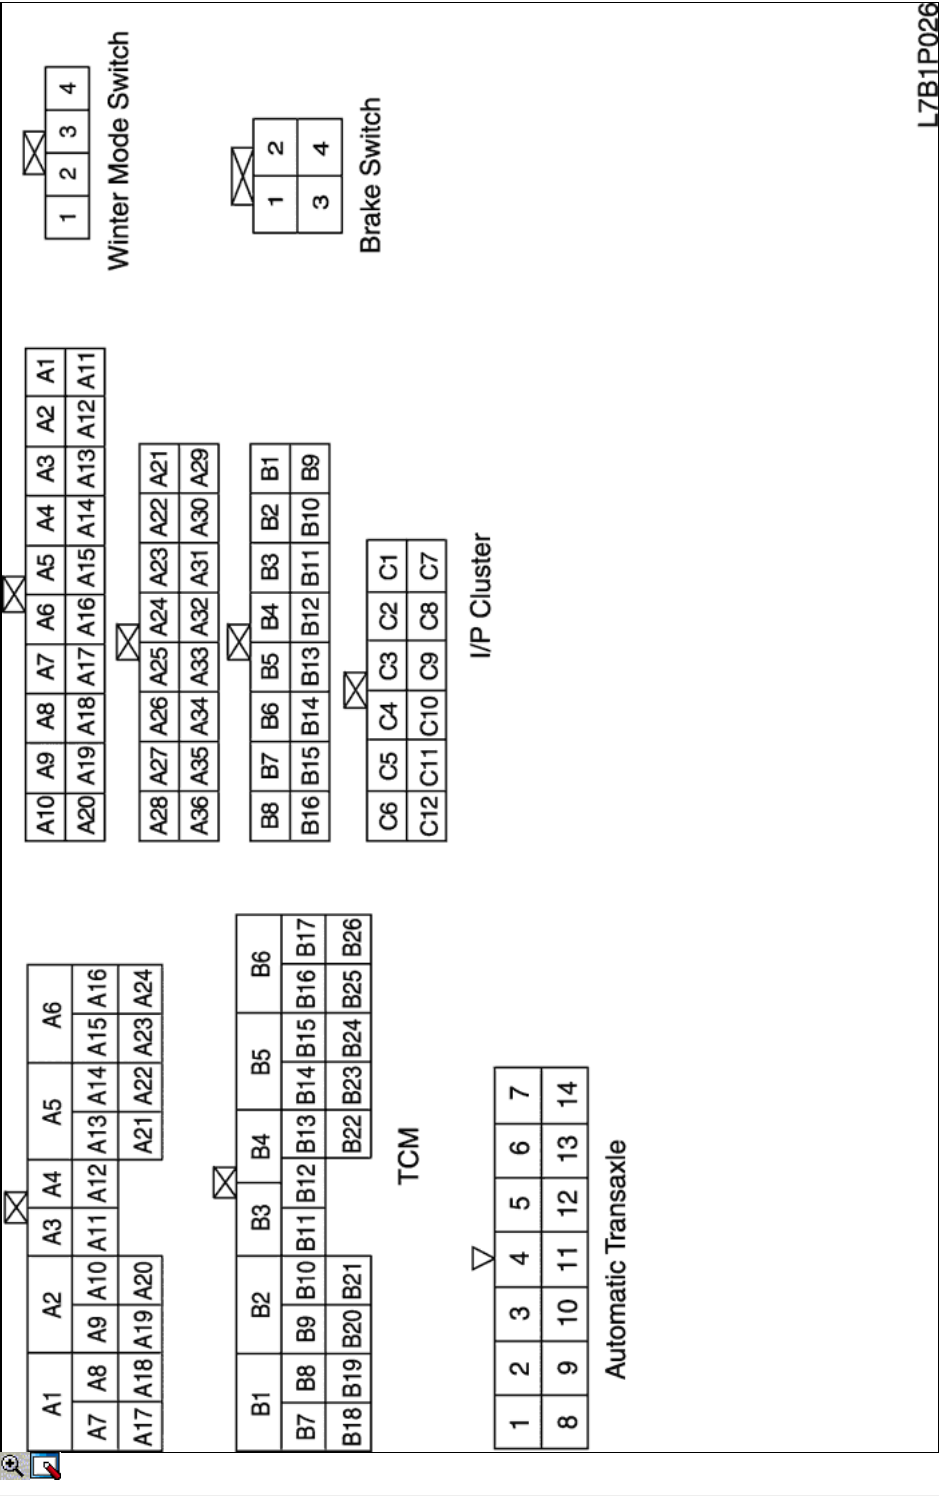 A1 A2 A3 A4 A5 A6
A7 A8 A9 A10 A11 A12 A13 A14 A15 A16
A17 A18 A19 A20 A21 A22 A23 A24
B1 B2 B3 B4 B5 B6
B7 B8 B9 B10 B11 B12 B13 B14 B15 B16 B17
B18 B19 B20 B21 B22 B23 B24 B25 B26
TCM
1 2 3 4 5 6 7
8 9 10 11 12 13 14
Automatic Transaxle
A10 A9 A8 A7 A6 A5 A4 A3 A2 A1
A20 A19 A18 A17 A16 A15 A14 A13 A12 A11
A28 A27 A26 A25 A24 A23 A22 A21
A36 A35 A34 A33 A32 A31 A30 A29
B8 B7 B6 B5 B4 B3 B2 B1
B16 B15 B14 B13 B12 B11 B10 B9
C6 C5 C4 C3 C2 C1
C12 C11 C10 C9 C8 C7
I/P Cluster
1 2 3 4
Winter Mode Switch
1 2
3 4
Brake Switch
L7B1P026